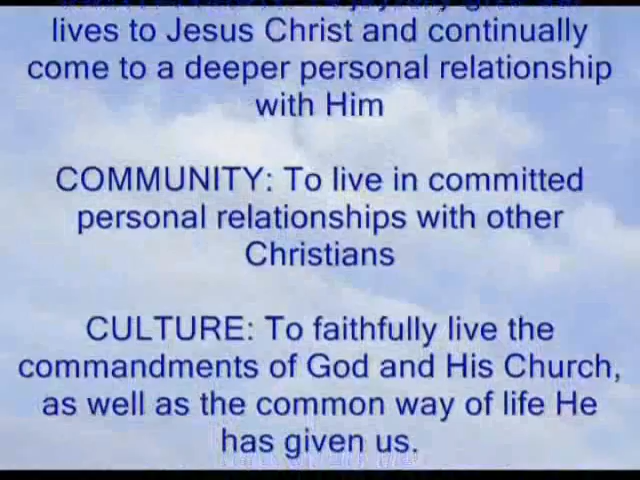 lives to Jesus Christ and continually
come to a deeper personal relationship
with Him
COMMUNITY: To live in committed
personal relationships with other
Christians
CULTURE: To faithfully live the
commandments of God and His Church,
as well as the common way of life He
has given us.